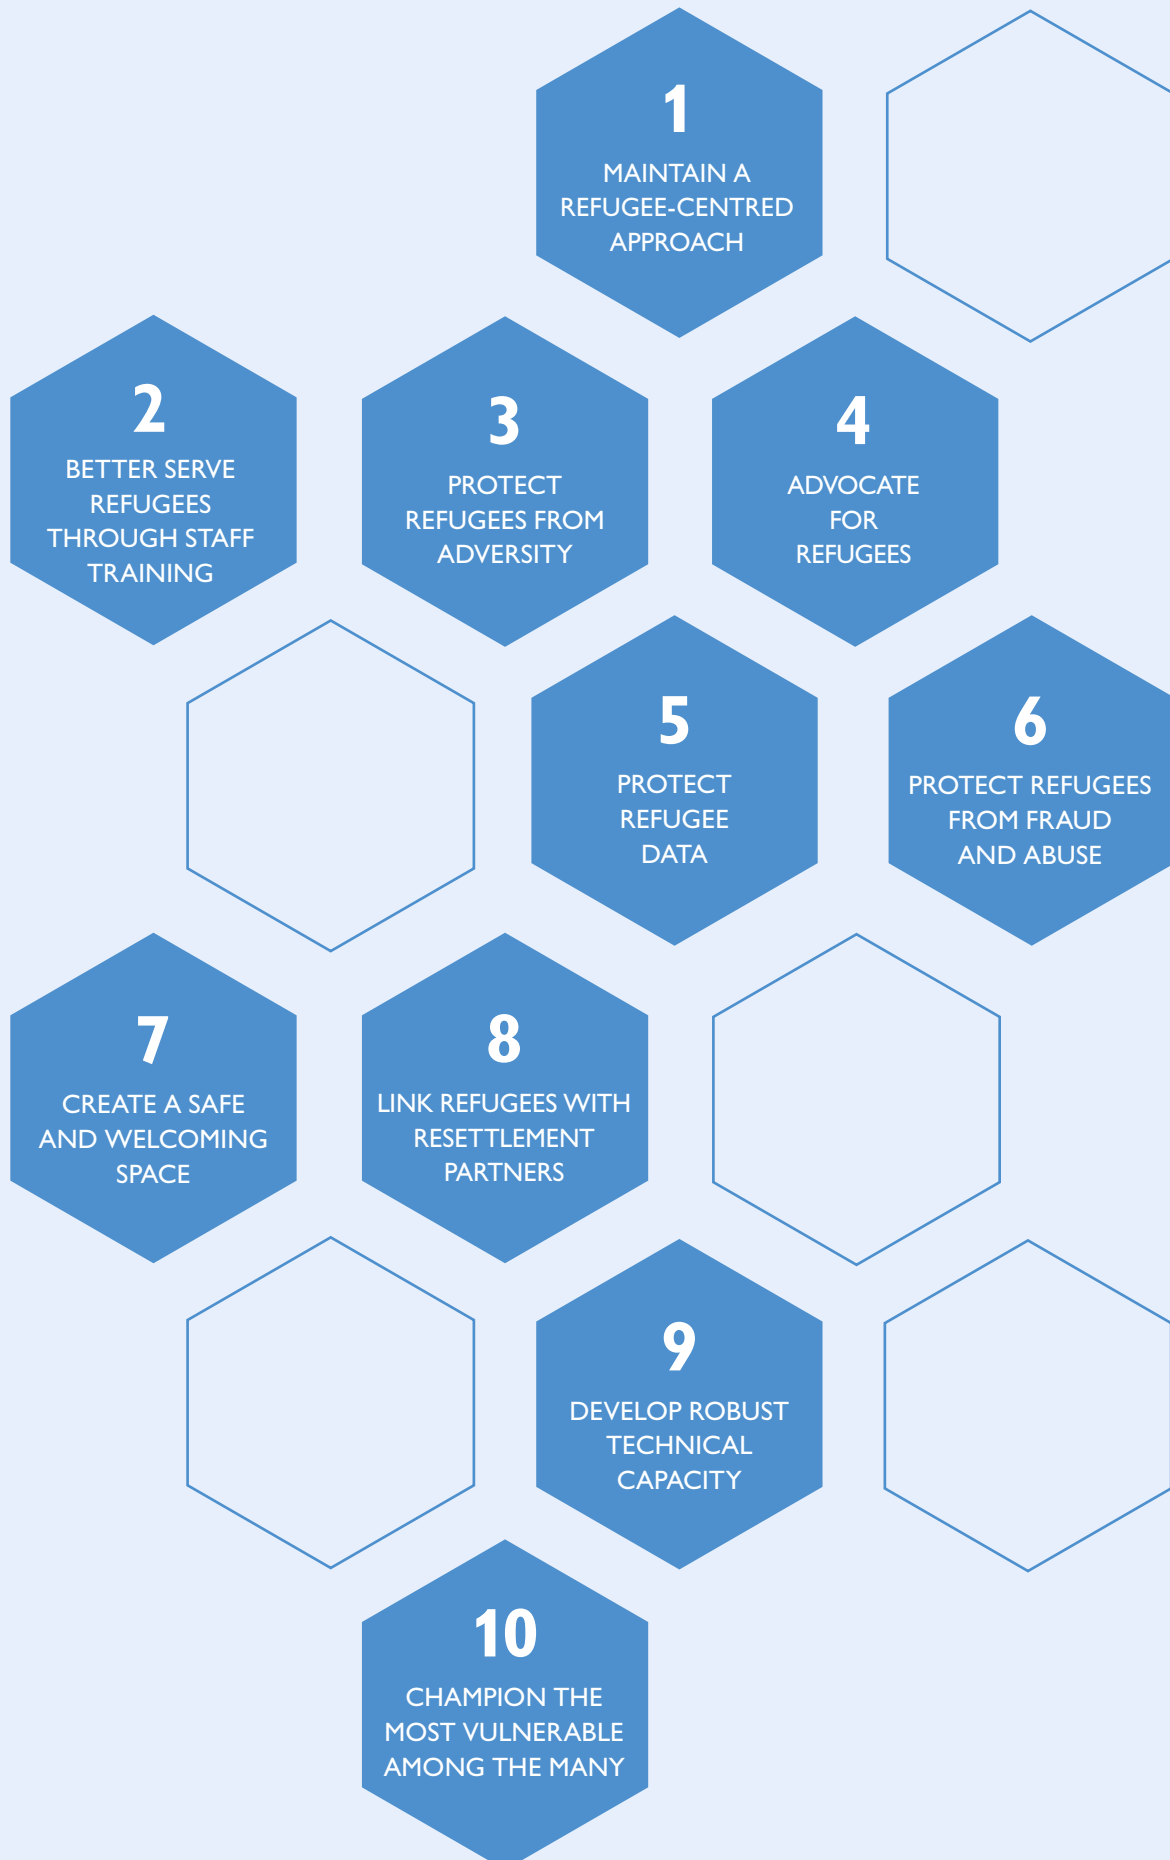 1
MAINTAIN A
REFUGEE-CENTRED
APPROACH
2
BETTER SERVE
REFUGEES
THROUGH STAFF
TRAINING
3
PROTECT
REFUGEES FROM
ADVERSITY
4
ADVOCATE
FOR
REFUGEES
5
PROTECT
REFUGEE
DATA
6
PROTECT REFUGEES
FROM FRAUD
AND ABUSE
7
CREATE A SAFE
AND WELCOMING
SPACE
8
LINK REFUGEES WITH
RESETTLEMENT
PARTNERS
9
DEVELOP ROBUST
TECHNICAL
CAPACITY
10
CHAMPION THE
MOST VULNERABLE
AMONG THE MANY